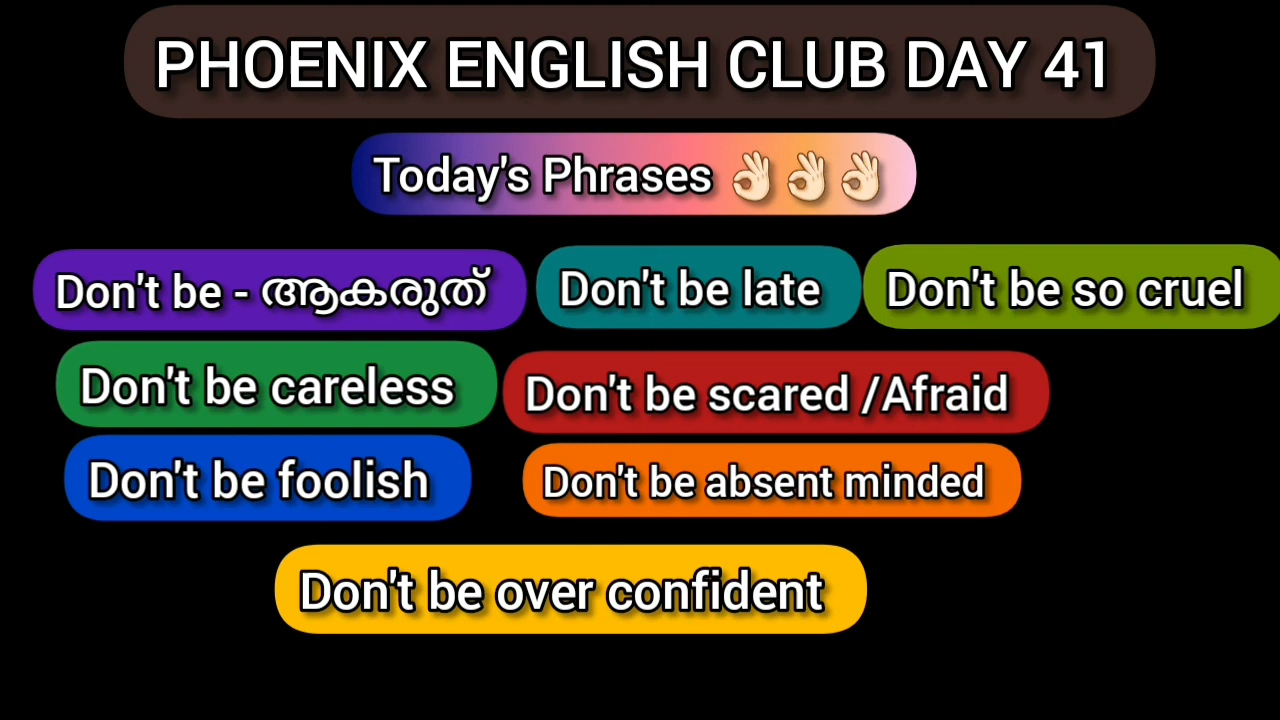 PHOENIX ENGLISH CLUB DAY 41
Today's Phrases 👌🏻👌🏻👌🏻
Don't be - ആകരുത്
Don't be late
Don't be so cruel
Don't be careless
Don't be scared /Afraid
Don't be foolish
Don't be absent minded
Don't be over confident